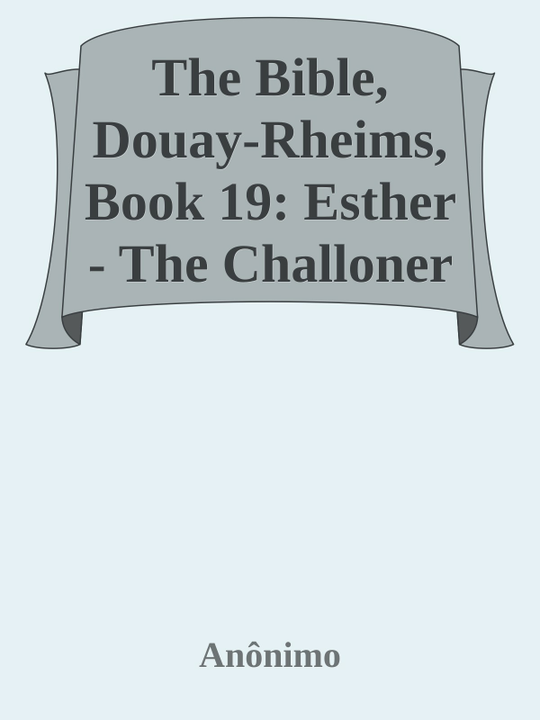 The Bible,
Douay-Rheims,
Book 19: Esther
- The Challoner
Anônimo